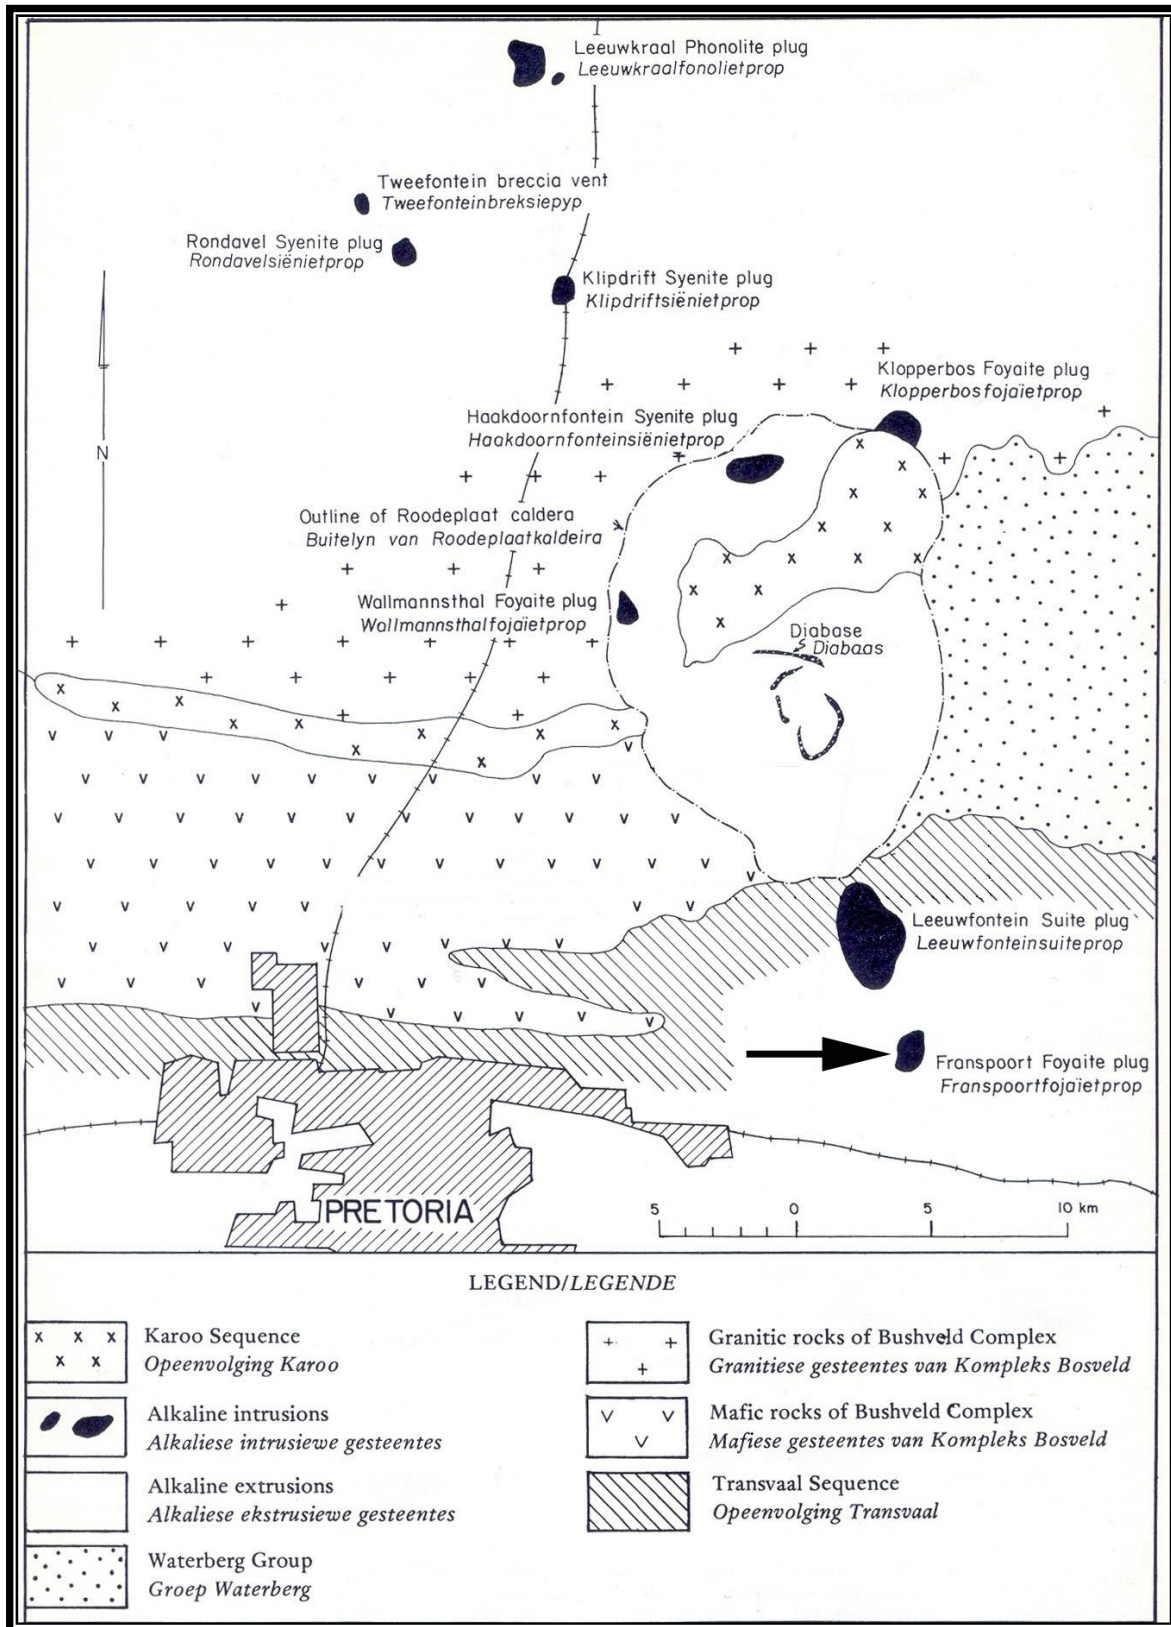 Leeuwkraal Phonolite plug
Leeuwkraalfonolietprop
Tweefontein breccia vent
Tweefonteinbreksiepyp
Rondavel Syenite plug
Rondavelsiënietprop
Klipdrift Syenite plug
Klipdriftsiënietprop
Klopperbos Foyaite plug
Klopperbosfojaïetprop
Haakdoornfontein Syenite plug
Haakdoornfonteinsiënietprop
N
Outline of Roodeplaat caldera
Buitelyn van Roodeplaatkaldeira
Wallmannsthal Foyaite plug
Wallmannsthalfojaïetprop
Diabase
Diabaas
Leeuwfontein Suite plug
Leeuwfonteinsuiteprop
Franspoort Foyaite plug
Franspoortfojaïetprop
PRETORIA
5 0 5 10 km
LEGEND/LEGENDE
Karoo Sequence
Opeenvolging Karoo
Alkaline intrusions
Alkaliese intrusiewe gesteentes
Alkaline extrusions
Alkaliese ekstrusiewe gesteentes
Waterberg Group
Groep Waterberg
Granitic rocks of Bushveld Complex
Granitiese gesteentes van Kompleks Bosveld
Mafic rocks of Bushveld Complex
Mafiese gesteentes van Kompleks Bosveld
Transvaal Sequence
Opeenvolging Transvaal